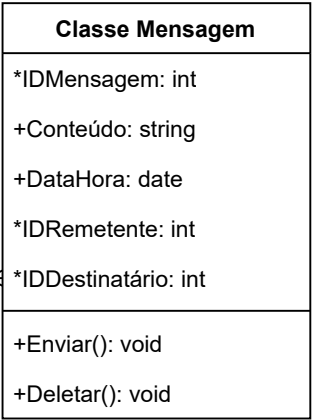 Classe Mensagem
*IDMensagem: int
+Conteúdo: string
+DataHora: date
*IDRemetente: int
*IDDestinatário: int
+Enviar(): void
+Deletar(): void